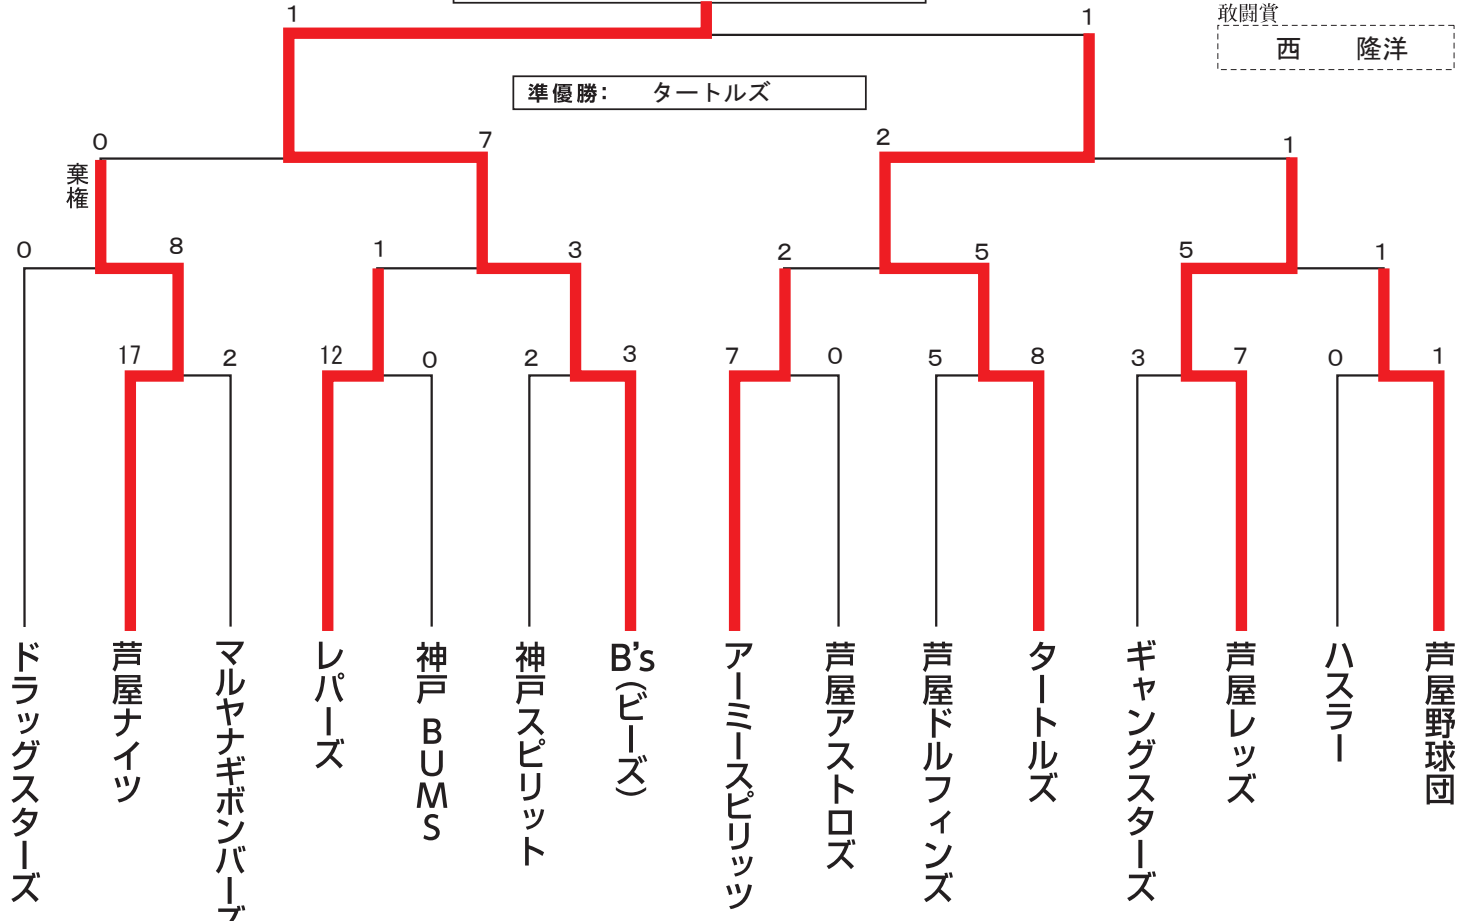 敢闘賞
1
1
西 隆洋
準優勝: タートルズ
0
7
2
1
棄権
0
8
1
3
2
5
5
1
17
2
12
0
2
3
7
0
5
8
3
7
0
1
ドラッグスターズ
芦屋ナイツ
マルヤナギボンバーズ
レパーズ
神戸 BUMS
神戸スピリット
B's(ビーズ)
アーミースピリッツ
芦屋アストロズ
芦屋ドルフィンズ
タートルズ
ギャングスターズ
芦屋レッズ
ハスラー
芦屋野球団